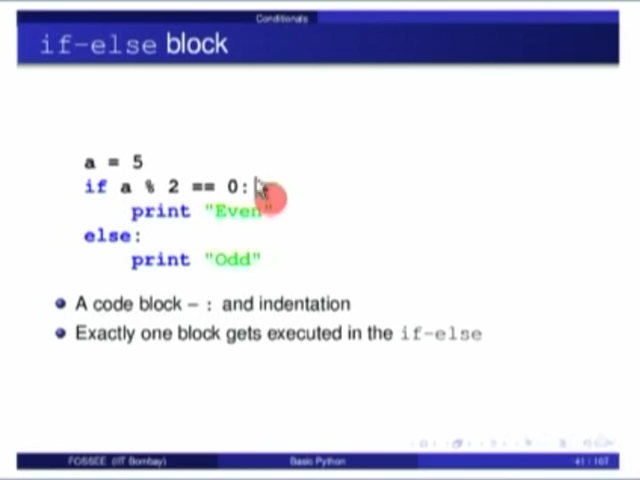 Conditionals
if-else block
a = 5
if a % 2 == 0:
print "Even"
else:
print "Odd"
A code block – : and indentation
Exactly one block gets executed in the if-else
FOSSEE (IIT Bombay) Basic Python 41 / 167